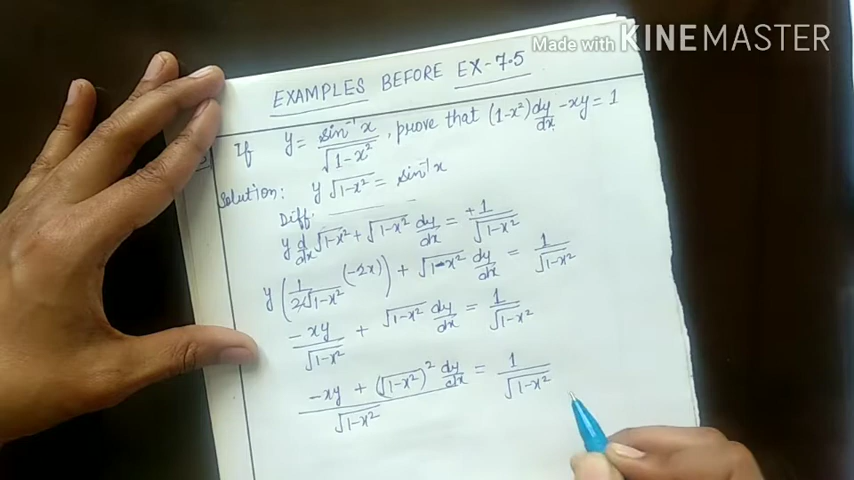 Made with KINEMASTER
EXAMPLES BEFORE EX-7.5
If y = sin⁻¹x / √(1-x²), prove that (1-x²) dy/dx - xy = 1
Solution: y √(1-x²) = sin⁻¹x
Diff.
y d/dx √(1-x²) + √(1-x²) dy/dx = +1/√(1-x²)
y (1/(2√(1-x²)) (-2x)) + √(1-x²) dy/dx = 1/√(1-x²)
-xy/√(1-x²) + √(1-x²) dy/dx = 1/√(1-x²)
(-xy + (√(1-x²))² dy/dx) / √(1-x²) = 1/√(1-x²)